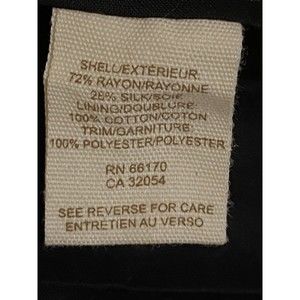 SHELL/EXTÉRIEUR:
72% RAYON/RAYONNE
28% SILK/SOIE
LINING/DOUBLURE:
100% COTTON/COTON
TRIM/GARNITURE:
100% POLYESTER/POLYESTER
RN 66170
CA 32054
SEE REVERSE FOR CARE
ENTRETIEN AU VERSO